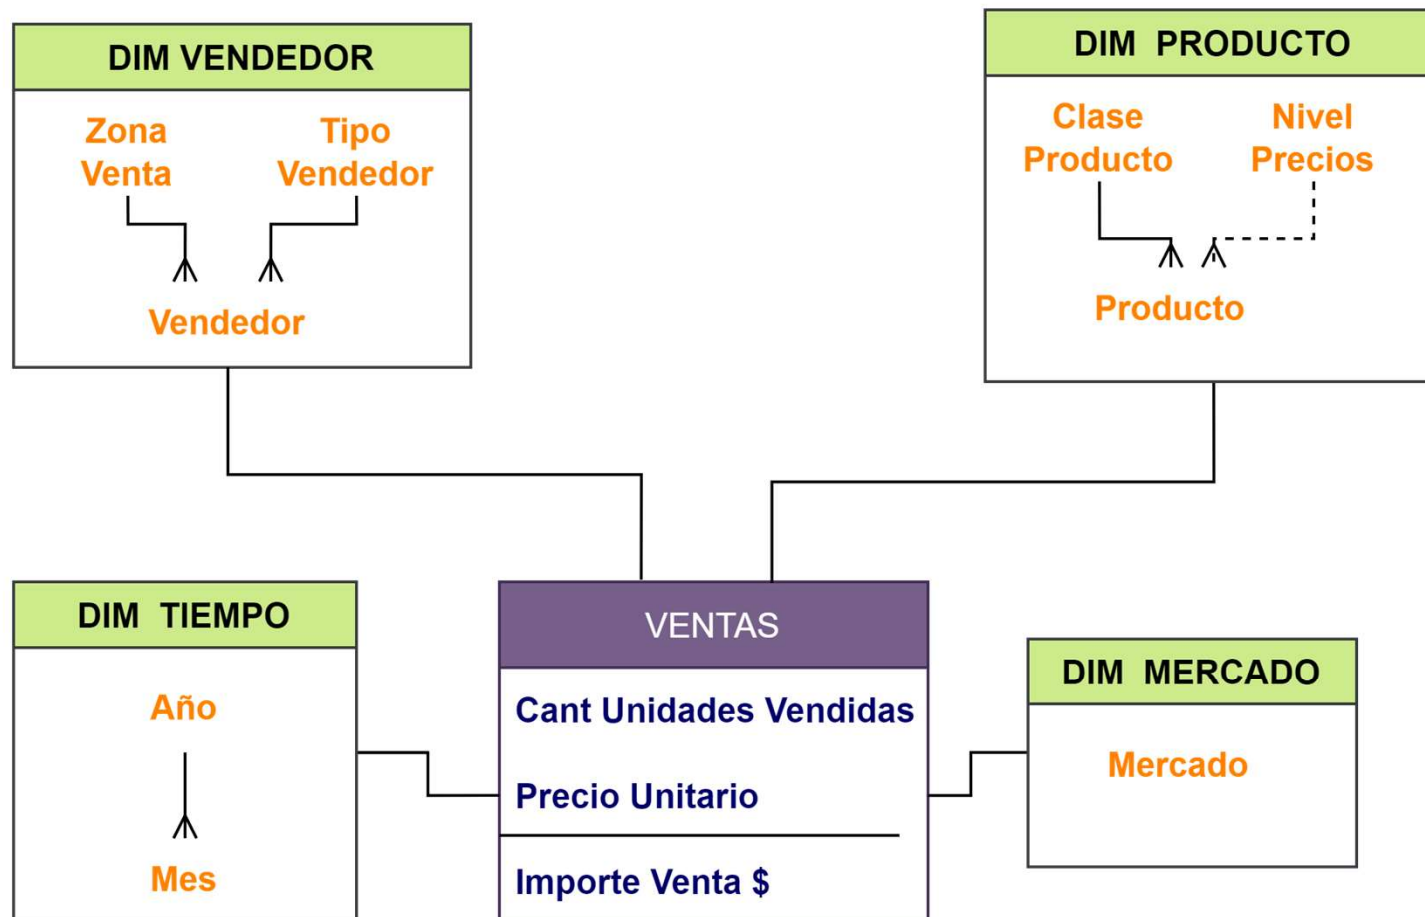 DIM VENDEDOR
Zona
Venta
Tipo
Vendedor
Vendedor
DIM PRODUCTO
Clase
Producto
Nivel
Precios
Producto
DIM TIEMPO
Año
Mes
VENTAS
Cant Unidades Vendidas
Precio Unitario
Importe Venta $
DIM MERCADO
Mercado